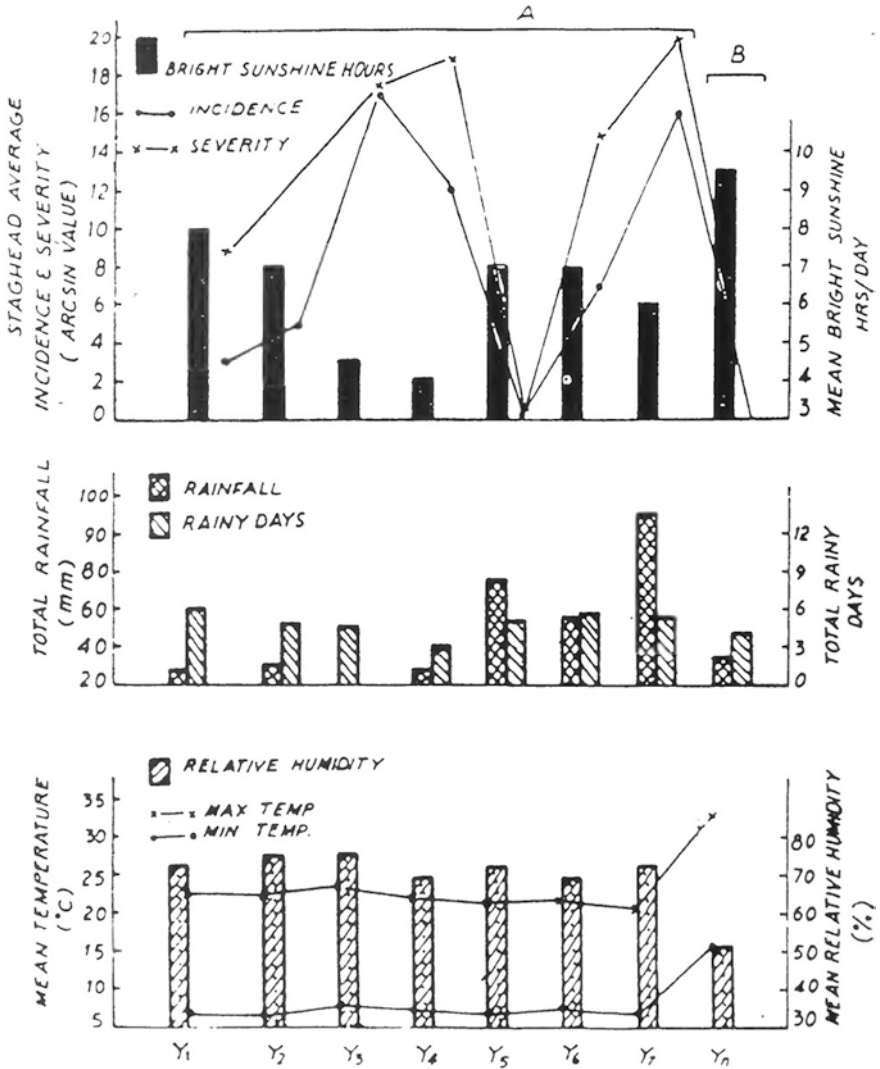 A
B
BRIGHT SUNSHINE HOURS
INCIDENCE
SEVERITY
STAGHEAD AVERAGE
INCIDENCE & SEVERITY
( ARCSIN VALUE)
20
18
16
14
12
10
8
6
4
2
0
10
9
8
7
6
5
4
3
MEAN BRIGHT SUNSHINE
HRS/DAY
RAINFALL
RAINY DAYS
TOTAL RAINFALL
(mm)
100
90
80
60
40
20
12
9
6
3
0
TOTAL RAINY
DAYS
RELATIVE HUMIDITY
MAX TEMP
MIN TEMP.
MEAN TEMPERATURE
(°C)
35
30
25
20
15
10
5
80
70
60
50
40
30
MEAN RELATIVE HUMIDITY
(%)
Y1 Y2 Y3 Y4 Y5 Y6 Y7 Yn